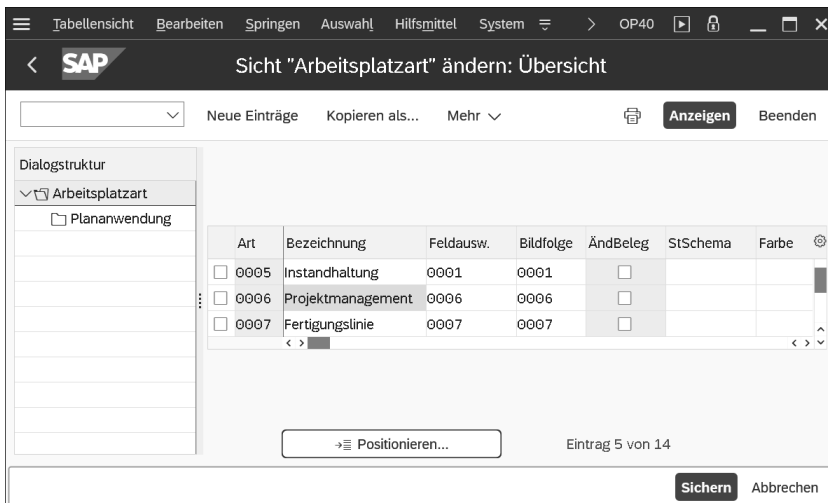 Tabellensicht Bearbeiten Springen Auswahl Hilfsmittel System OP40
SAP Sicht "Arbeitsplatzart" ändern: Übersicht
Neue Einträge Kopieren als... Mehr Anzeigen Beenden
Dialogstruktur
Arbeitsplatzart
Plananwendung
Art Bezeichnung Feldausw. Bildfolge ÄndBeleg StSchema Farbe
0005 Instandhaltung 0001 0001
0006 Projektmanagement 0006 0006
0007 Fertigungslinie 0007 0007
Positionieren... Eintrag 5 von 14
Sichern Abbrechen